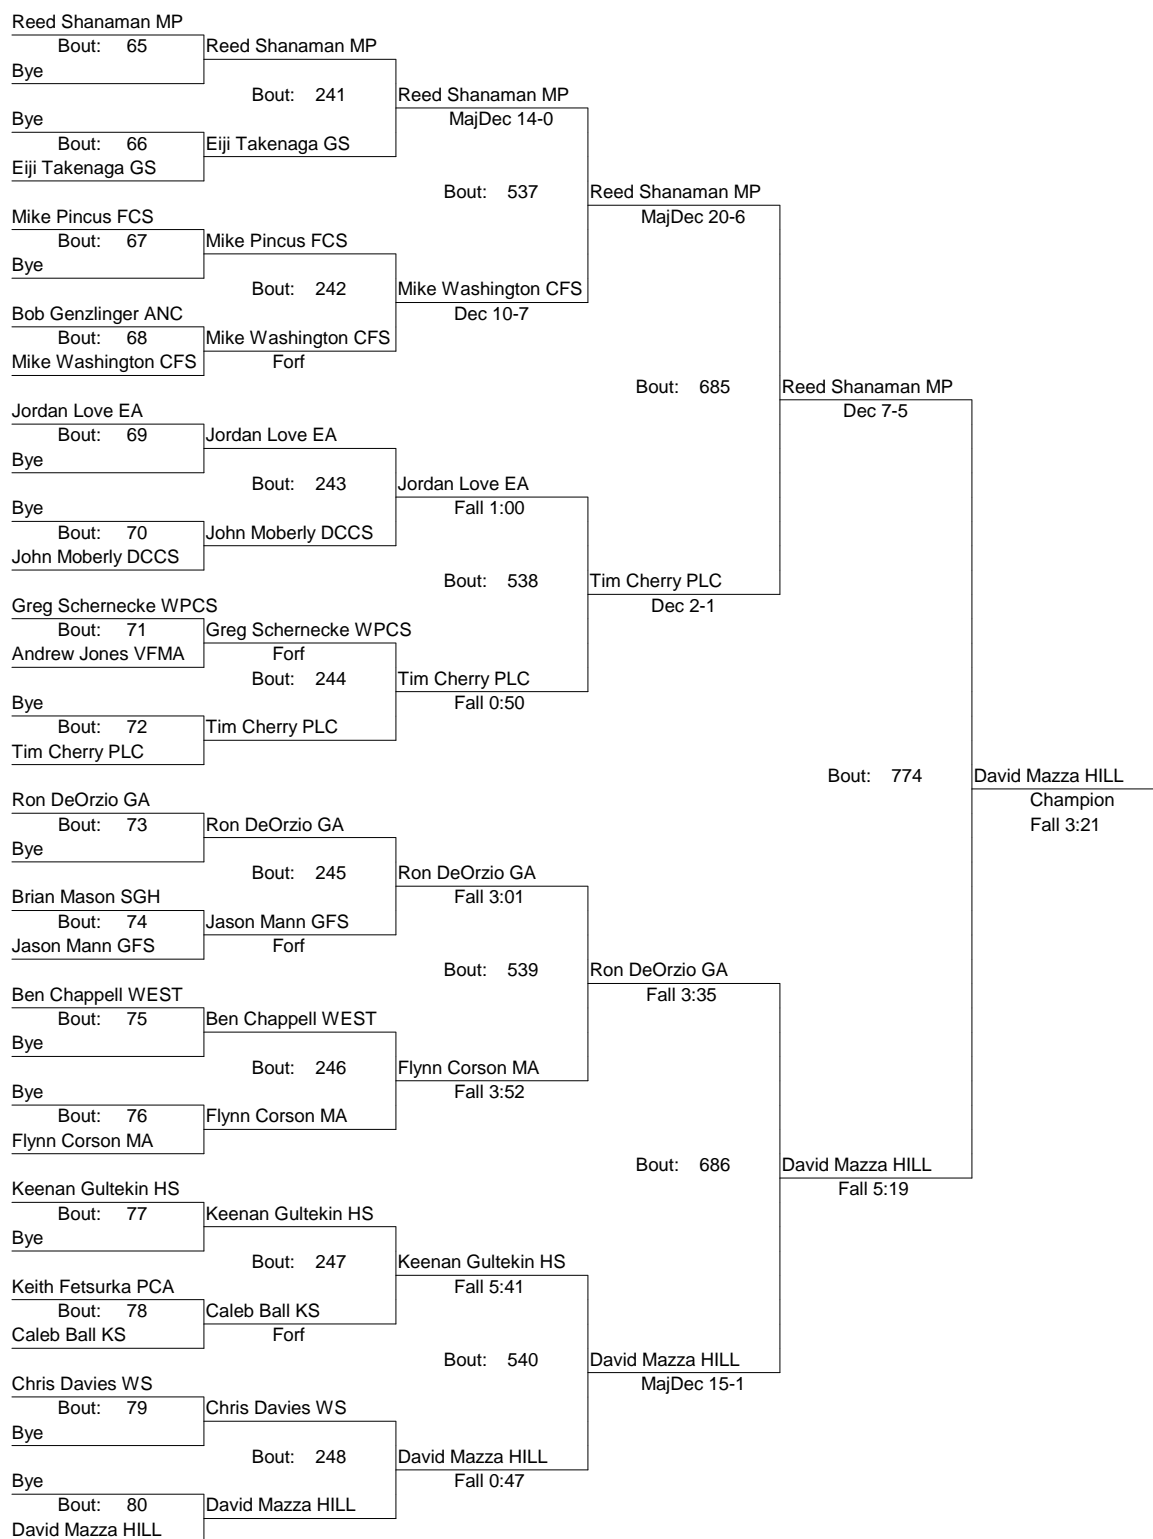 Reed Shanaman MP
Bout: 65 Reed Shanaman MP
Bye
Bout: 241 Reed Shanaman MP
Bye MajDec 14-0
Bout: 66 Eiji Takenaga GS
Eiji Takenaga GS
Bout: 537 Reed Shanaman MP
Mike Pincus FCS MajDec 20-6
Bout: 67 Mike Pincus FCS
Bye
Bout: 242 Mike Washington CFS
Bob Genzlinger ANC Dec 10-7
Bout: 68 Mike Washington CFS
Mike Washington CFS Forf
Bout: 685 Reed Shanaman MP
Jordan Love EA Dec 7-5
Bout: 69 Jordan Love EA
Bye
Bout: 243 Jordan Love EA
Bye Fall 1:00
Bout: 70 John Moberly DCCS
John Moberly DCCS
Bout: 538 Tim Cherry PLC
Greg Schernecke WPCS Dec 2-1
Bout: 71 Greg Schernecke WPCS
Andrew Jones VFMA Forf
Bout: 244 Tim Cherry PLC
Bye Fall 0:50
Bout: 72 Tim Cherry PLC
Tim Cherry PLC
Bout: 774 David Mazza HILL
Ron DeOrzio GA Champion
Bout: 73 Ron DeOrzio GA Fall 3:21
Bye
Bout: 245 Ron DeOrzio GA
Brian Mason SGH Fall 3:01
Bout: 74 Jason Mann GFS
Jason Mann GFS Forf
Bout: 539 Ron DeOrzio GA
Ben Chappell WEST Fall 3:35
Bout: 75 Ben Chappell WEST
Bye
Bout: 246 Flynn Corson MA
Bye Fall 3:52
Bout: 76 Flynn Corson MA
Flynn Corson MA
Bout: 686 David Mazza HILL
Keenan Gultekin HS Fall 5:19
Bout: 77 Keenan Gultekin HS
Bye
Bout: 247 Keenan Gultekin HS
Keith Fetsurka PCA Fall 5:41
Bout: 78 Caleb Ball KS
Caleb Ball KS Forf
Bout: 540 David Mazza HILL
Chris Davies WS MajDec 15-1
Bout: 79 Chris Davies WS
Bye
Bout: 248 David Mazza HILL
Bye Fall 0:47
Bout: 80 David Mazza HILL
David Mazza HILL